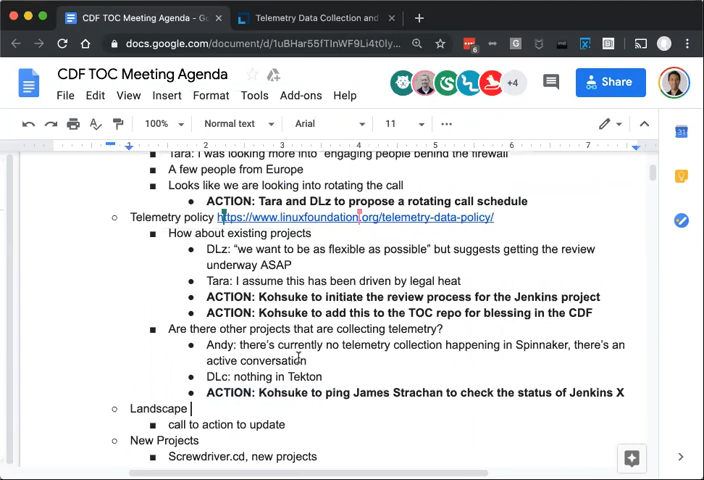 CDF TOC Meeting Agenda - Go
Telemetry Data Collection and
docs.google.com/document/d/1uBHar55fTInWF9Li4t0Iy...
CDF TOC Meeting Agenda
File Edit View Insert Format Tools Add-ons Help
+4
Share
100% Normal text Arial 11
1 2 3 4 5 6 7
Tara: I was looking more into "engaging people behind the firewall"
A few people from Europe
Looks like we are looking into rotating the call
ACTION: Tara and DLz to propose a rotating call schedule
Telemetry policy https://www.linuxfoundation.org/telemetry-data-policy/
How about existing projects
DLz: “we want to be as flexible as possible” but suggests getting the review
underway ASAP
Tara: I assume this has been driven by legal heat
ACTION: Kohsuke to initiate the review process for the Jenkins project
ACTION: Kohsuke to add this to the TOC repo for blessing in the CDF
Are there other projects that are collecting telemetry?
Andy: there’s currently no telemetry collection happening in Spinnaker, there’s an
active conversation
DLc: nothing in Tekton
ACTION: Kohsuke to ping James Strachan to check the status of Jenkins X
Landscape
call to action to update
New Projects
Screwdriver.cd, new projects